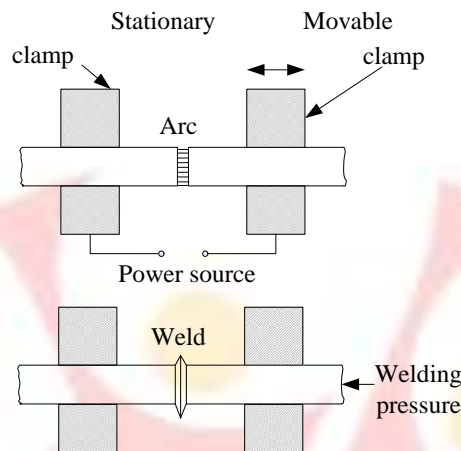 Stationary
Movable
clamp
clamp
Arc
Power source
Weld
Welding
pressure